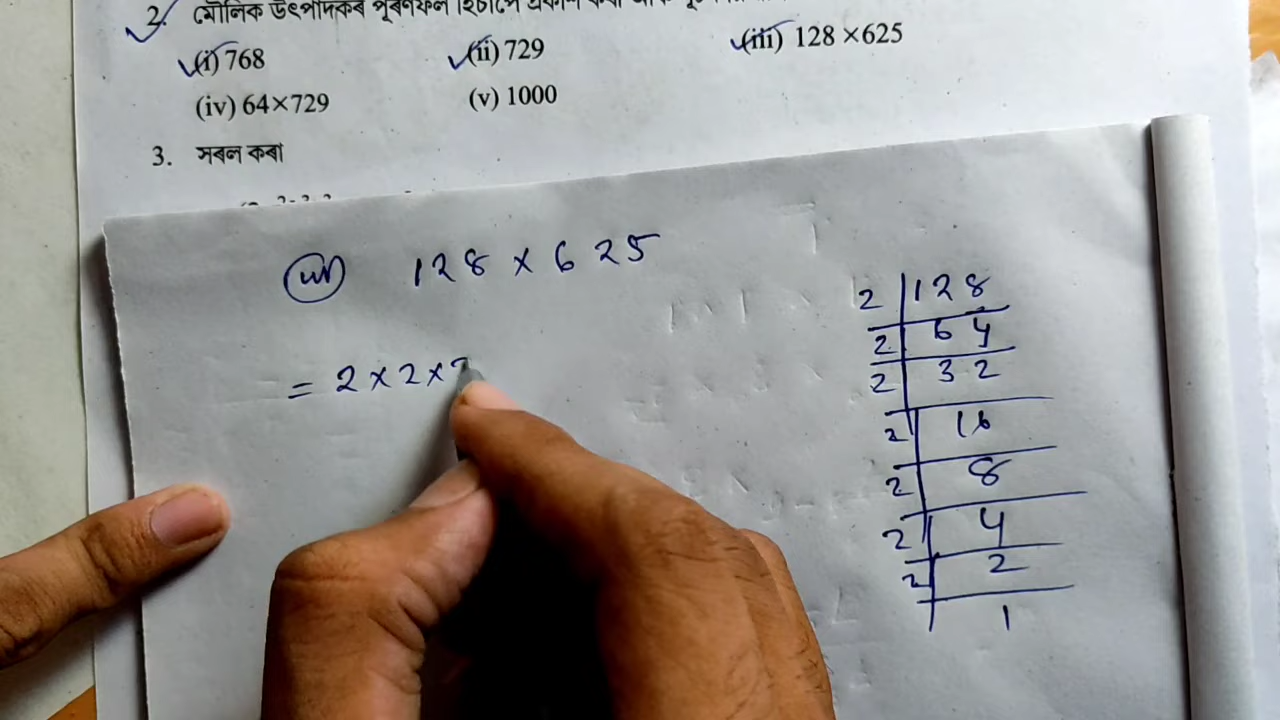 2. মৌলিক উৎপাদকৰ পূৰণফল হিচাপে প্ৰকাশ কৰা
(i) 768 (ii) 729 (iii) 128 ×625
(iv) 64×729 (v) 1000
3. সৰল কৰা
(iii) 128 × 625
= 2 × 2 × 2
2 128
2 64
2 32
2 16
2 8
2 4
2 2
1